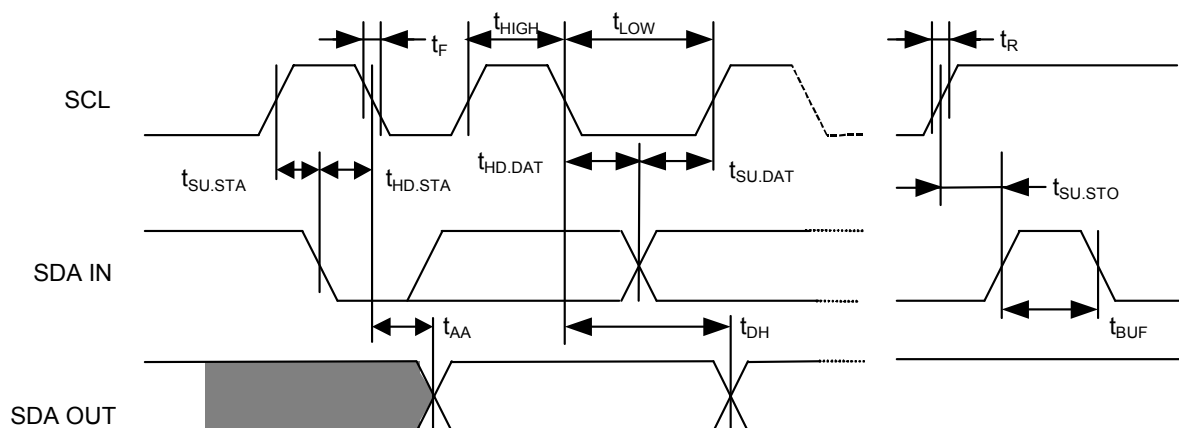 tHIGH tLOW
tF tR
SCL
tSU.STA tHD.STA tHD.DAT tSU.DAT tSU.STO
SDA IN
tAA tDH tBUF
SDA OUT